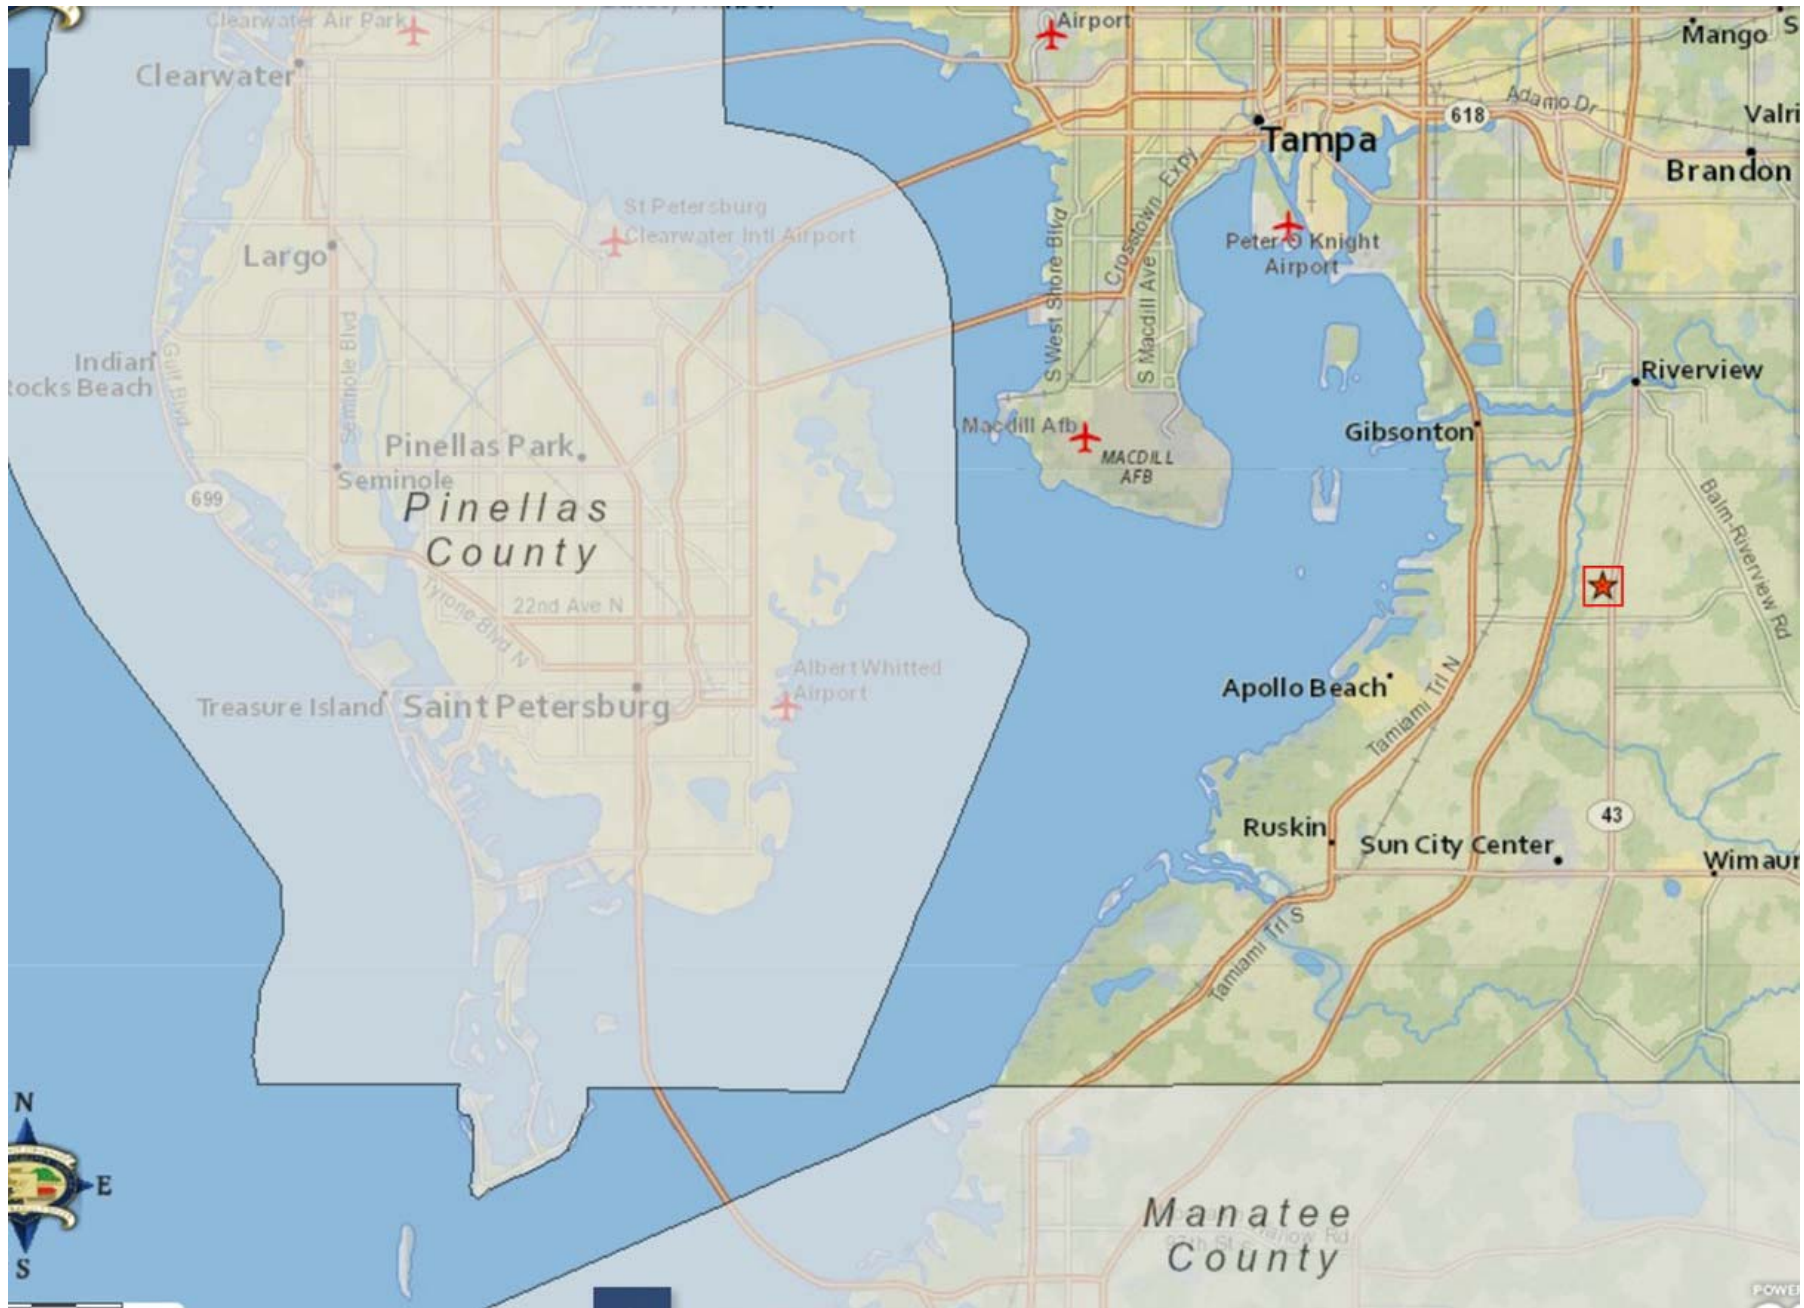 Clearwater Air Park
Airport
Mango
S
Clearwater
Adamo Dr
618
Valri
Tampa
Brandon
St Petersburg
Clearwater Intl Airport
Crosstown Expy
S West Shore Blvd
S Macdill Ave
Peter O Knight
Airport
Largo
Indian
Rocks Beach
Gulf Blvd
Seminole Blvd
Riverview
Macdill Afb
MACDILL
AFB
Gibsonton
Pinellas Park
Seminole
699
Pinellas
County
Balm-Riverview Rd
22nd Ave N
Tyrone Blvd N
Albert Whitted
Airport
Treasure Island
Saint Petersburg
Apollo Beach
Tamiami Trl N
43
Ruskin
Sun City Center
Wimaur
Tamiami Trl S
N
E
S
Manatee
County
POWE